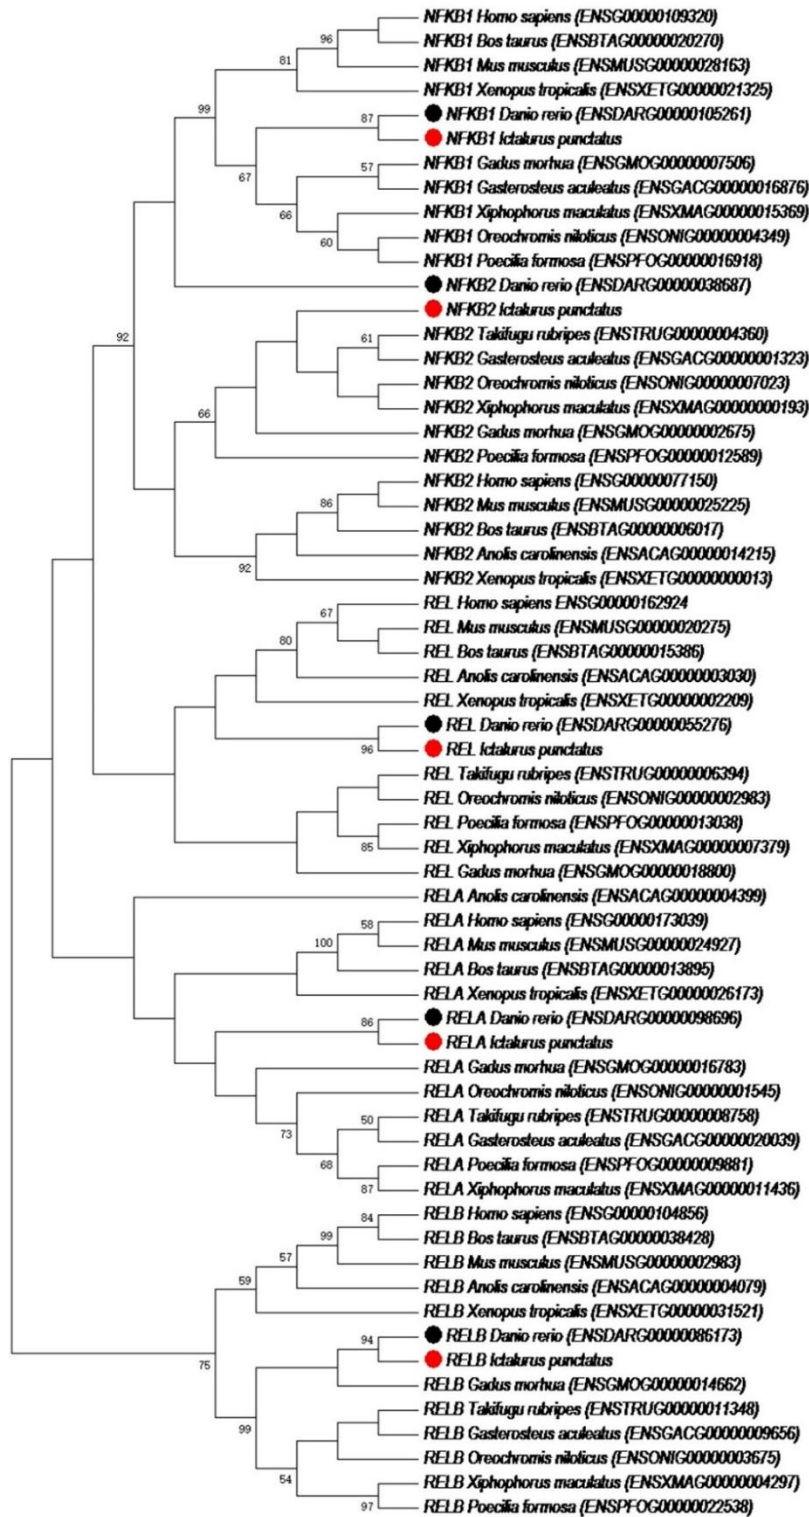 NFKB1 Homo sapiens (ENSG00000109320)
96
NFKB1 Bos taurus (ENSBTAG00000020270)
81
NFKB1 Mus musculus (ENSMUSG00000028163)
NFKB1 Xenopus tropicalis (ENSXETG00000021325)
99
87
NFKB1 Danio rerio (ENSDARG00000105261)
NFKB1 Ictalurus punctatus
67
57
NFKB1 Gadus morhua (ENSGMOG00000007506)
NFKB1 Gasterosteus aculeatus (ENSGACG00000016876)
66
NFKB1 Xiphophorus maculatus (ENSXMAG00000015369)
60
NFKB1 Oreochromis niloticus (ENSONIG00000004349)
NFKB1 Poecilia formosa (ENSPFOG00000016918)
NFKB2 Danio rerio (ENSDARG00000038687)
NFKB2 Ictalurus punctatus
92
61
NFKB2 Takifugu rubripes (ENSTRUG00000004360)
NFKB2 Gasterosteus aculeatus (ENSGACG00000001323)
NFKB2 Oreochromis niloticus (ENSONIG00000007023)
66
NFKB2 Xiphophorus maculatus (ENSXMAG00000000193)
NFKB2 Gadus morhua (ENSGMOG00000002675)
NFKB2 Poecilia formosa (ENSPFOG00000012589)
NFKB2 Homo sapiens (ENSG00000077150)
86
NFKB2 Mus musculus (ENSMUSG00000025225)
NFKB2 Bos taurus (ENSBTAG00000006017)
92
NFKB2 Anolis carolinensis (ENSACAG00000014215)
NFKB2 Xenopus tropicalis (ENSXETG00000000013)
67
REL Homo sapiens ENSG00000162924
80
REL Mus musculus (ENSMUSG00000020275)
REL Bos taurus (ENSBTAG00000015386)
REL Anolis carolinensis (ENSACAG00000003030)
REL Xenopus tropicalis (ENSXETG00000002209)
REL Danio rerio (ENSDARG00000055276)
96
REL Ictalurus punctatus
REL Takifugu rubripes (ENSTRUG00000006394)
REL Oreochromis niloticus (ENSONIG00000002983)
REL Poecilia formosa (ENSPFOG00000013038)
85
REL Xiphophorus maculatus (ENSXMAG00000007379)
REL Gadus morhua (ENSGMOG00000018800)
RELA Anolis carolinensis (ENSACAG00000004399)
58
RELA Homo sapiens (ENSG00000173039)
100
RELA Mus musculus (ENSMUSG00000024927)
RELA Bos taurus (ENSBTAG00000013895)
RELA Xenopus tropicalis (ENSXETG00000026173)
86
RELA Danio rerio (ENSDARG00000098696)
RELA Ictalurus punctatus
RELA Gadus morhua (ENSGMOG00000016783)
RELA Oreochromis niloticus (ENSONIG00000001545)
73
50
RELA Takifugu rubripes (ENSTRUG00000008758)
RELA Gasterosteus aculeatus (ENSGACG00000020039)
68
RELA Poecilia formosa (ENSPFOG00000009881)
87
RELA Xiphophorus maculatus (ENSXMAG00000011436)
84
RELB Homo sapiens (ENSG00000104856)
99
RELB Bos taurus (ENSBTAG00000038428)
57
RELB Mus musculus (ENSMUSG00000002983)
59
RELB Anolis carolinensis (ENSACAG00000004079)
RELB Xenopus tropicalis (ENSXETG00000031521)
94
RELB Danio rerio (ENSDARG00000086173)
75
RELB Ictalurus punctatus
RELB Gadus morhua (ENSGMOG00000014662)
RELB Takifugu rubripes (ENSTRUG00000011348)
99
RELB Gasterosteus aculeatus (ENSGACG00000009656)
RELB Oreochromis niloticus (ENSONIG00000003675)
54
RELB Xiphophorus maculatus (ENSXMAG00000004297)
97
RELB Poecilia formosa (ENSPFOG00000022538)